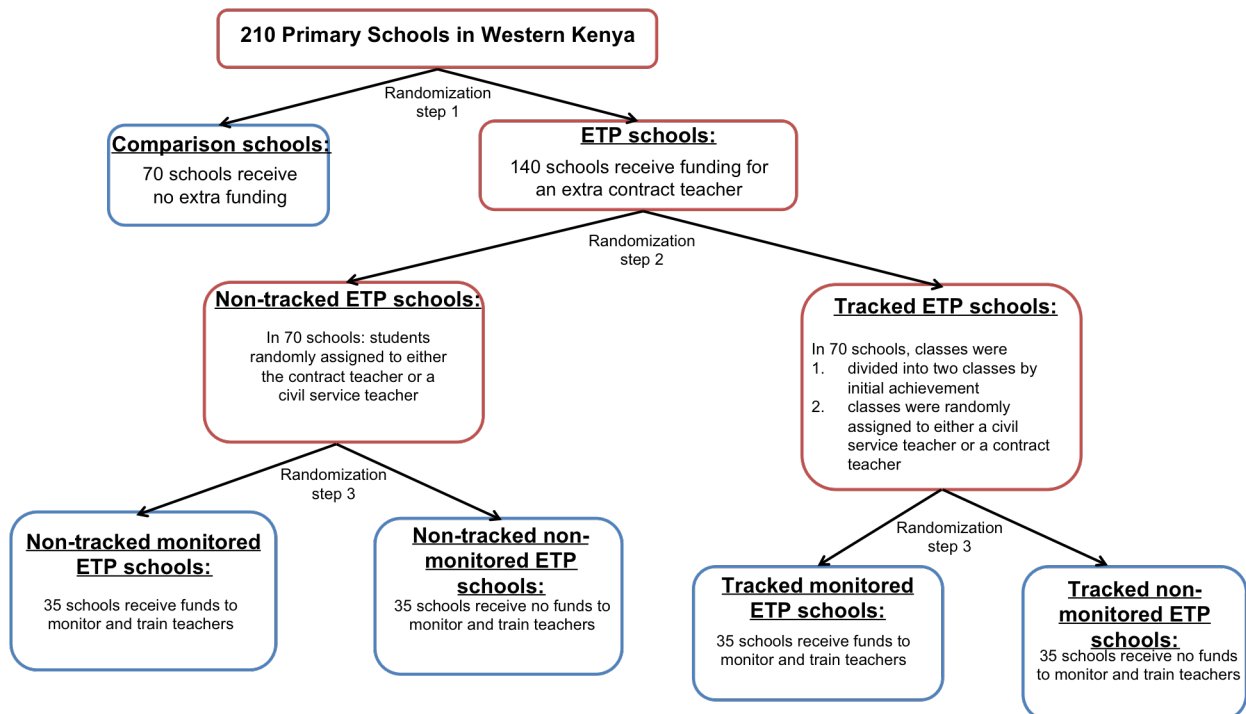 210 Primary Schools in Western Kenya
Randomization
step 1
Comparison schools:
70 schools receive
no extra funding
ETP schools:
140 schools receive funding for
an extra contract teacher
Randomization
step 2
Non-tracked ETP schools:
In 70 schools: students
randomly assigned to either
the contract teacher or a
civil service teacher
Tracked ETP schools:
In 70 schools, classes were
1. divided into two classes by
initial achievement
2. classes were randomly
assigned to either a civil
service teacher or a contract
teacher
Randomization
step 3
Non-tracked monitored
ETP schools:
35 schools receive funds to
monitor and train teachers
Non-tracked non-
monitored ETP
schools:
35 schools receive no funds to
monitor and train teachers
Randomization
step 3
Tracked monitored
ETP schools:
35 schools receive funds to
monitor and train teachers
Tracked non-
monitored ETP
schools:
35 schools receive no funds
to monitor and train teachers